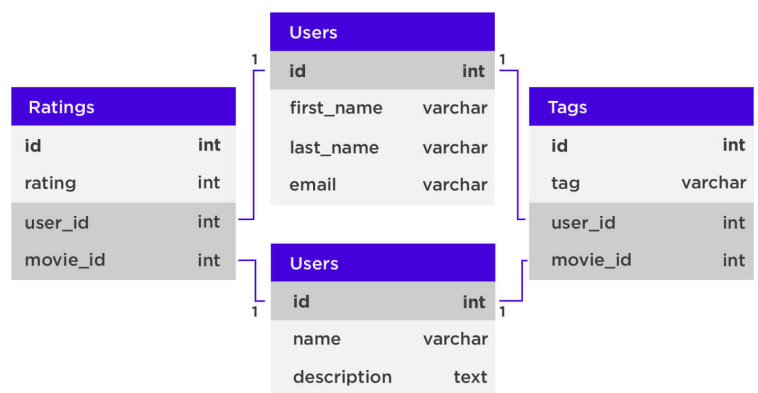 Users
1 id int 1
first_name varchar
last_name varchar
email varchar
Ratings
id int
rating int
user_id int
movie_id int
Tags
id int
tag varchar
user_id int
movie_id int
Users
1 id int 1
name varchar
description text